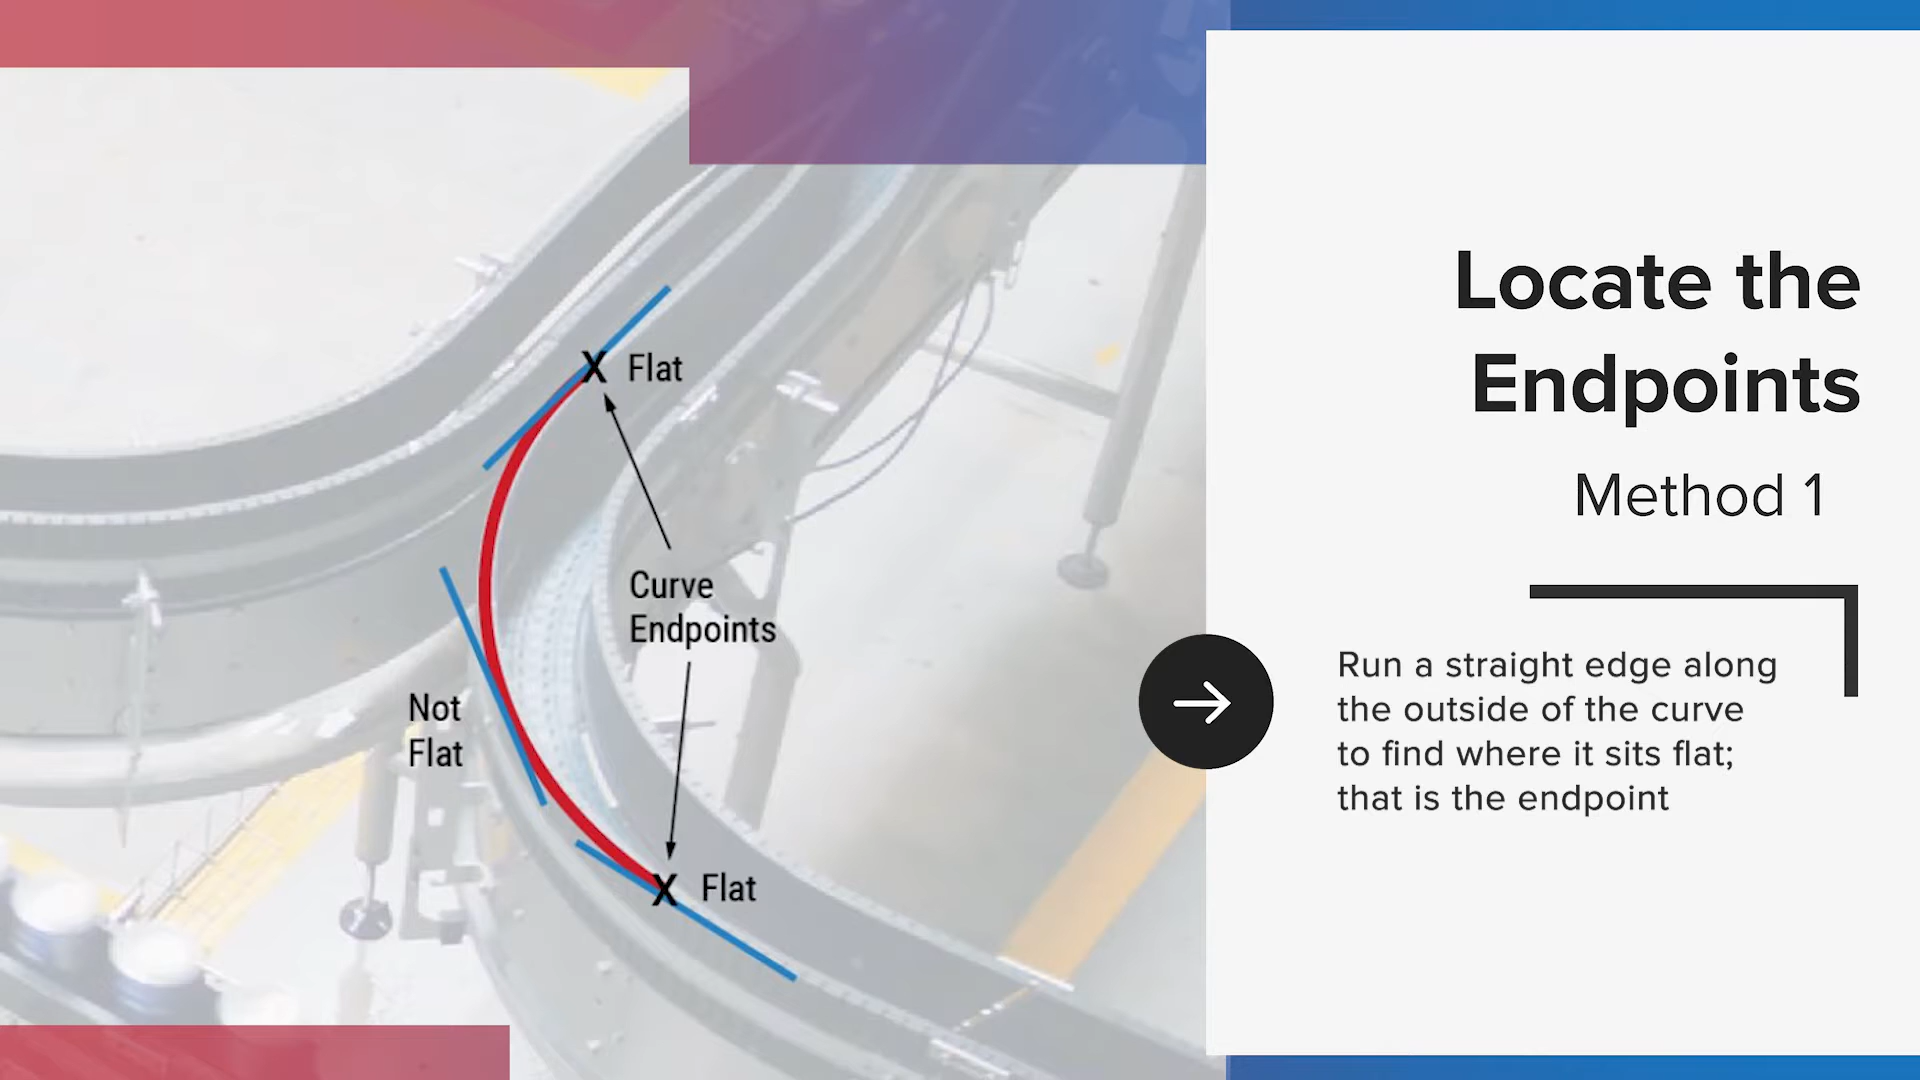 Locate the
Endpoints
Method 1
Run a straight edge along
the outside of the curve
to find where it sits flat;
that is the endpoint
X Flat
Curve
Endpoints
Not
Flat
X Flat